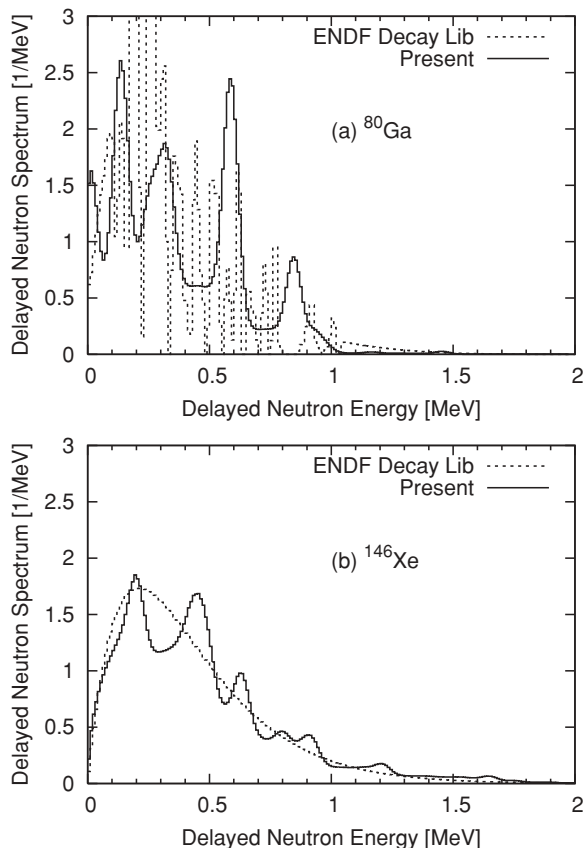 Delayed Neutron Spectrum [1/MeV]
3
2.5
2
1.5
1
0.5
0
ENDF Decay Lib
Present
(a) ⁸⁰Ga
0 0.5 1 1.5 2
Delayed Neutron Energy [MeV]
Delayed Neutron Spectrum [1/MeV]
3
2.5
2
1.5
1
0.5
0
ENDF Decay Lib
Present
(b) ¹⁴⁶Xe
0 0.5 1 1.5 2
Delayed Neutron Energy [MeV]